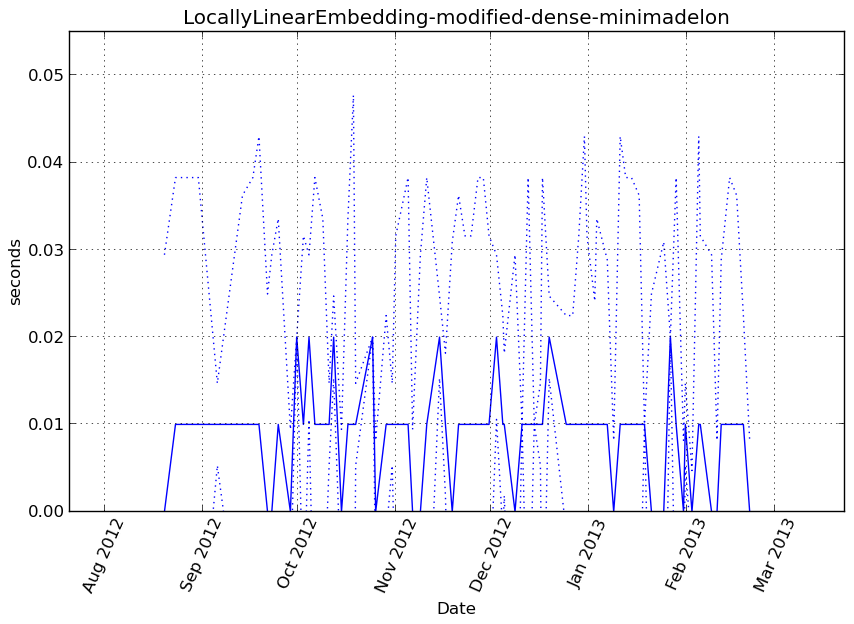 LocallyLinearEmbedding-modified-dense-minimadelon
0.05
0.04
0.03
0.02
0.01
0.00
seconds
Aug 2012
Sep 2012
Oct 2012
Nov 2012
Dec 2012
Jan 2013
Feb 2013
Mar 2013
Date